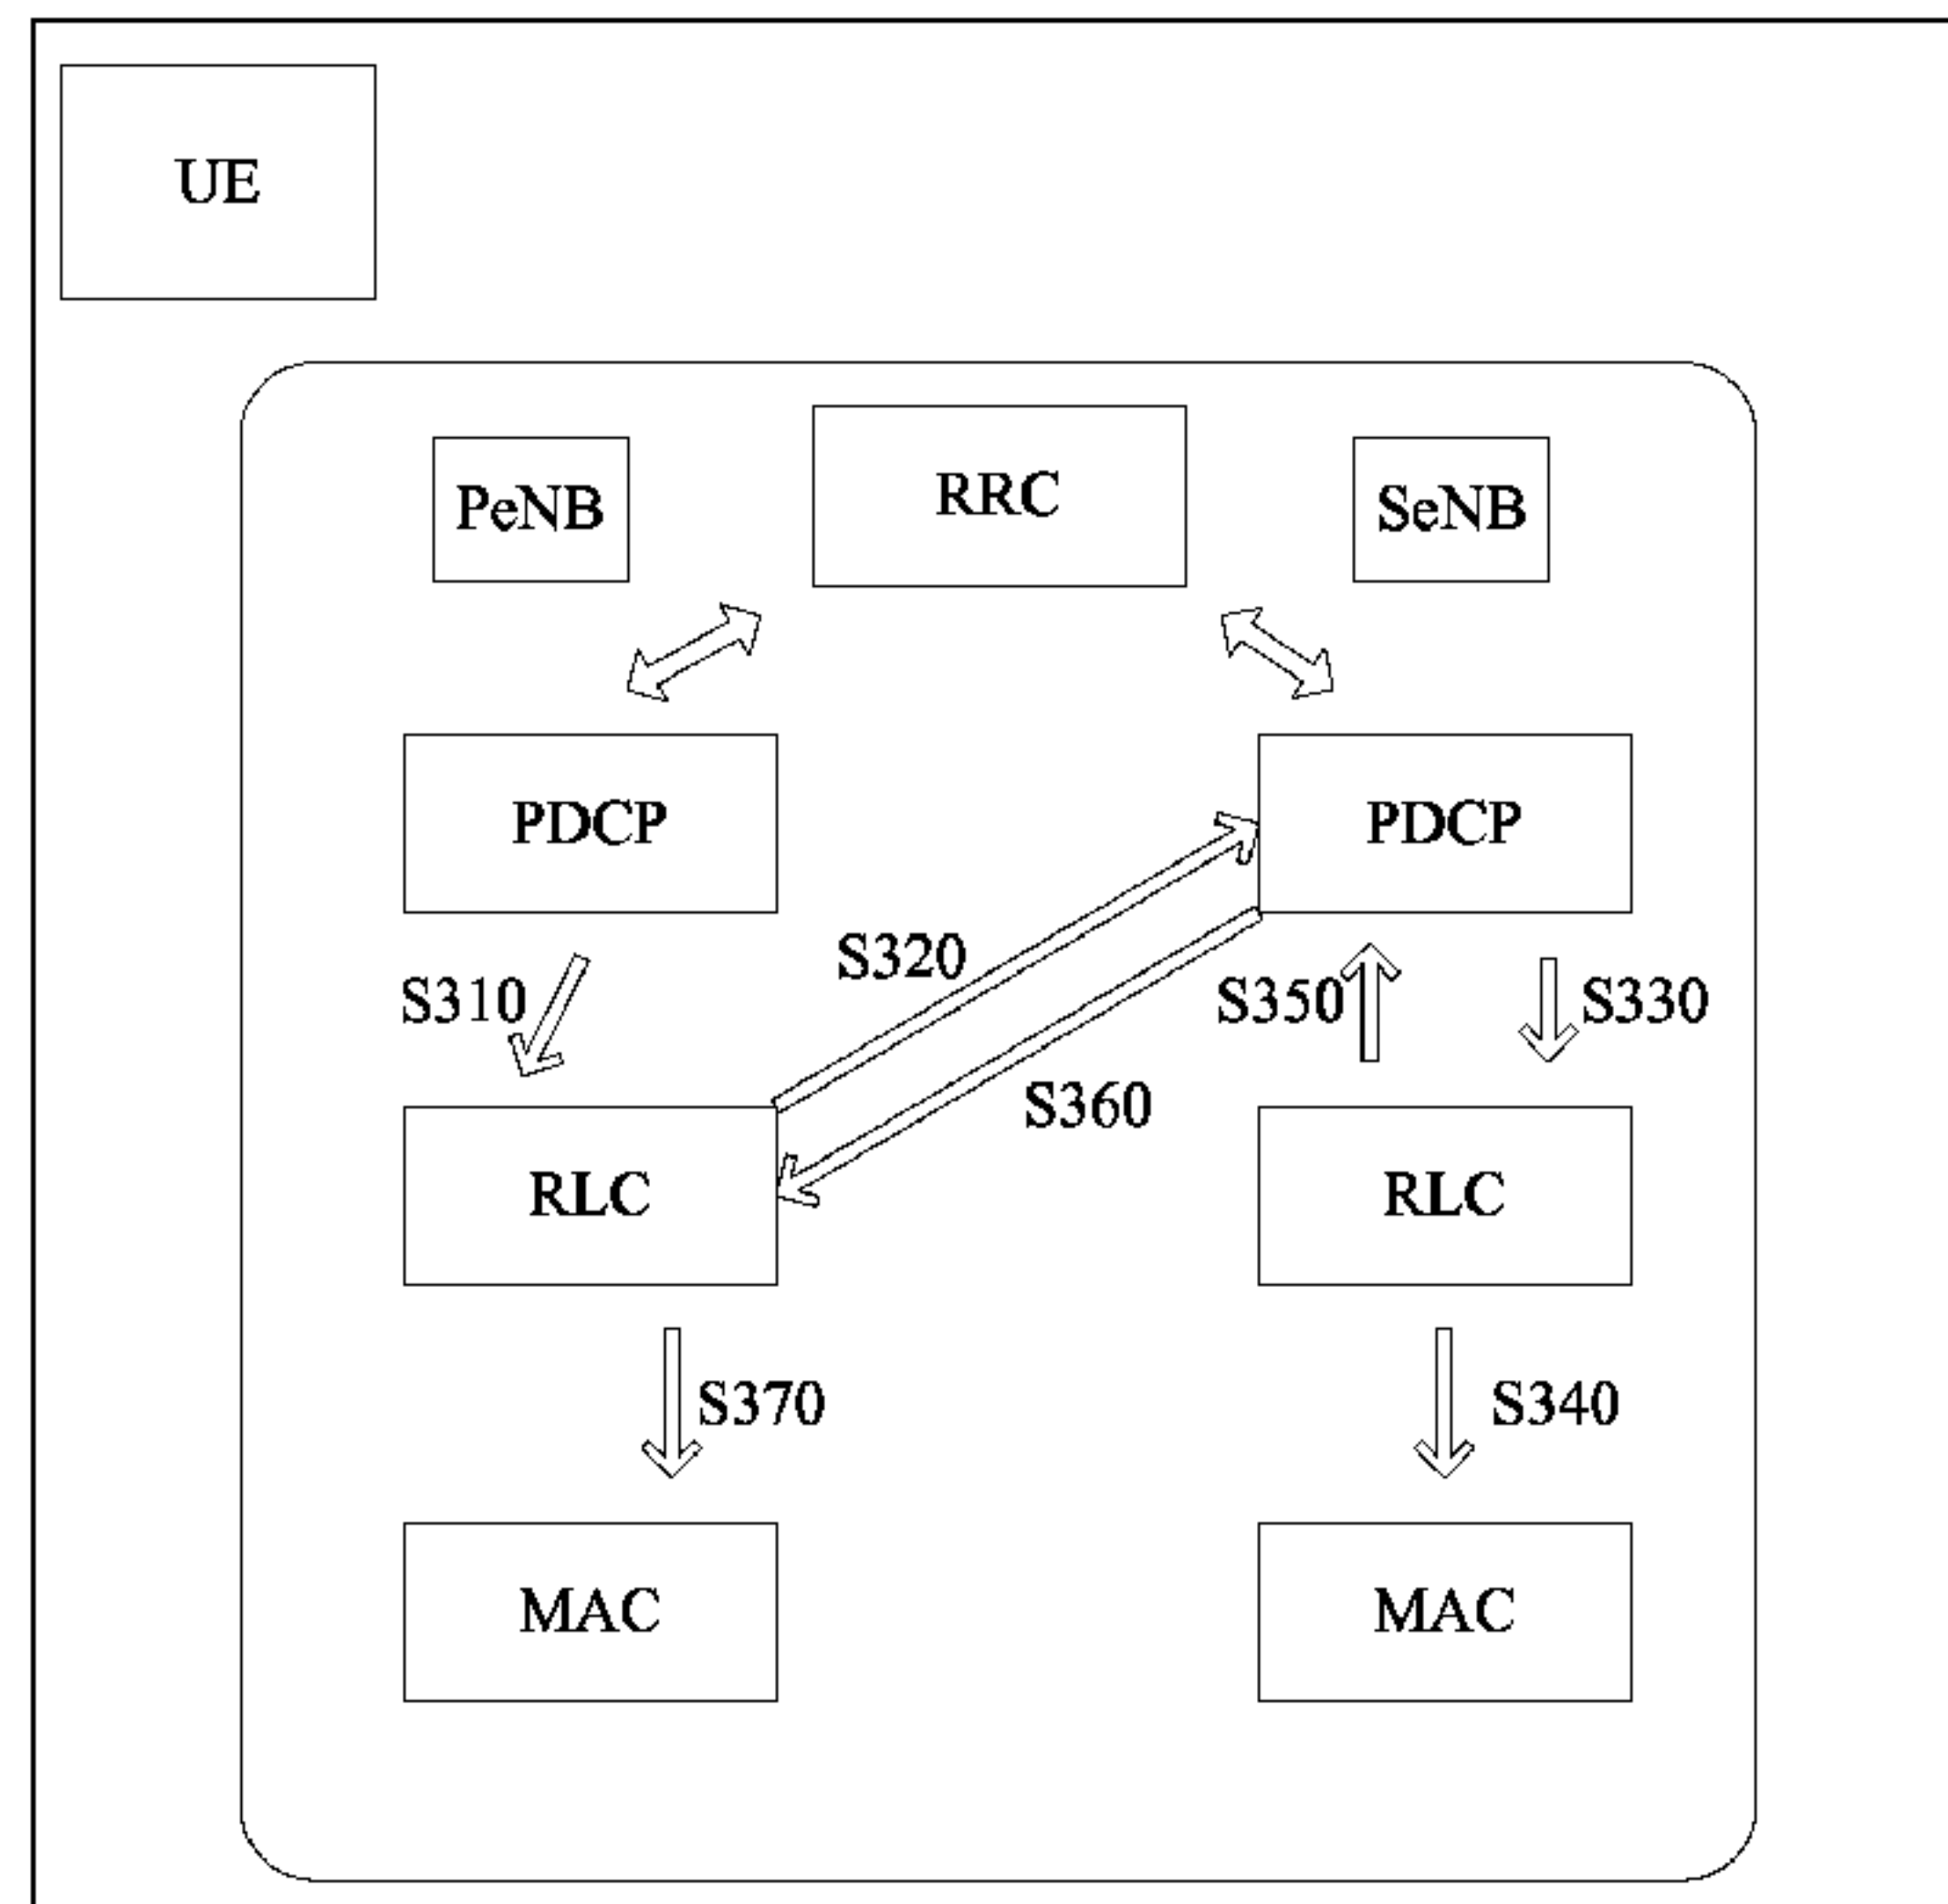 UE
PeNB
RRC
SeNB
PDCP
PDCP
S320
S310
S350
S330
S360
RLC
RLC
S370
S340
MAC
MAC